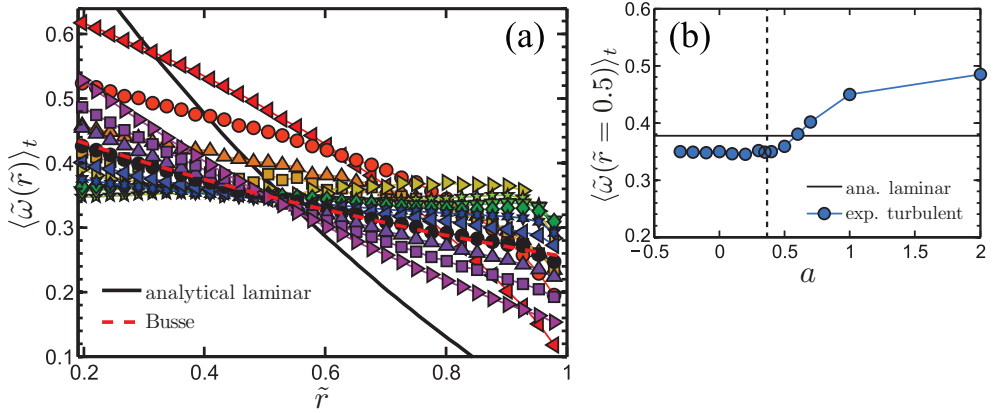 (a)
⟨ω̃(r̃)⟩t
0.6
0.5
0.4
0.3
0.2
0.1
analytical laminar
Busse
0.2 0.4 0.6 0.8 1
r̃
(b)
⟨ω̃(r̃ = 0.5)⟩t
0.6
0.5
0.4
0.3
0.2
ana. laminar
exp. turbulent
−0.5 0 0.5 1 2
a